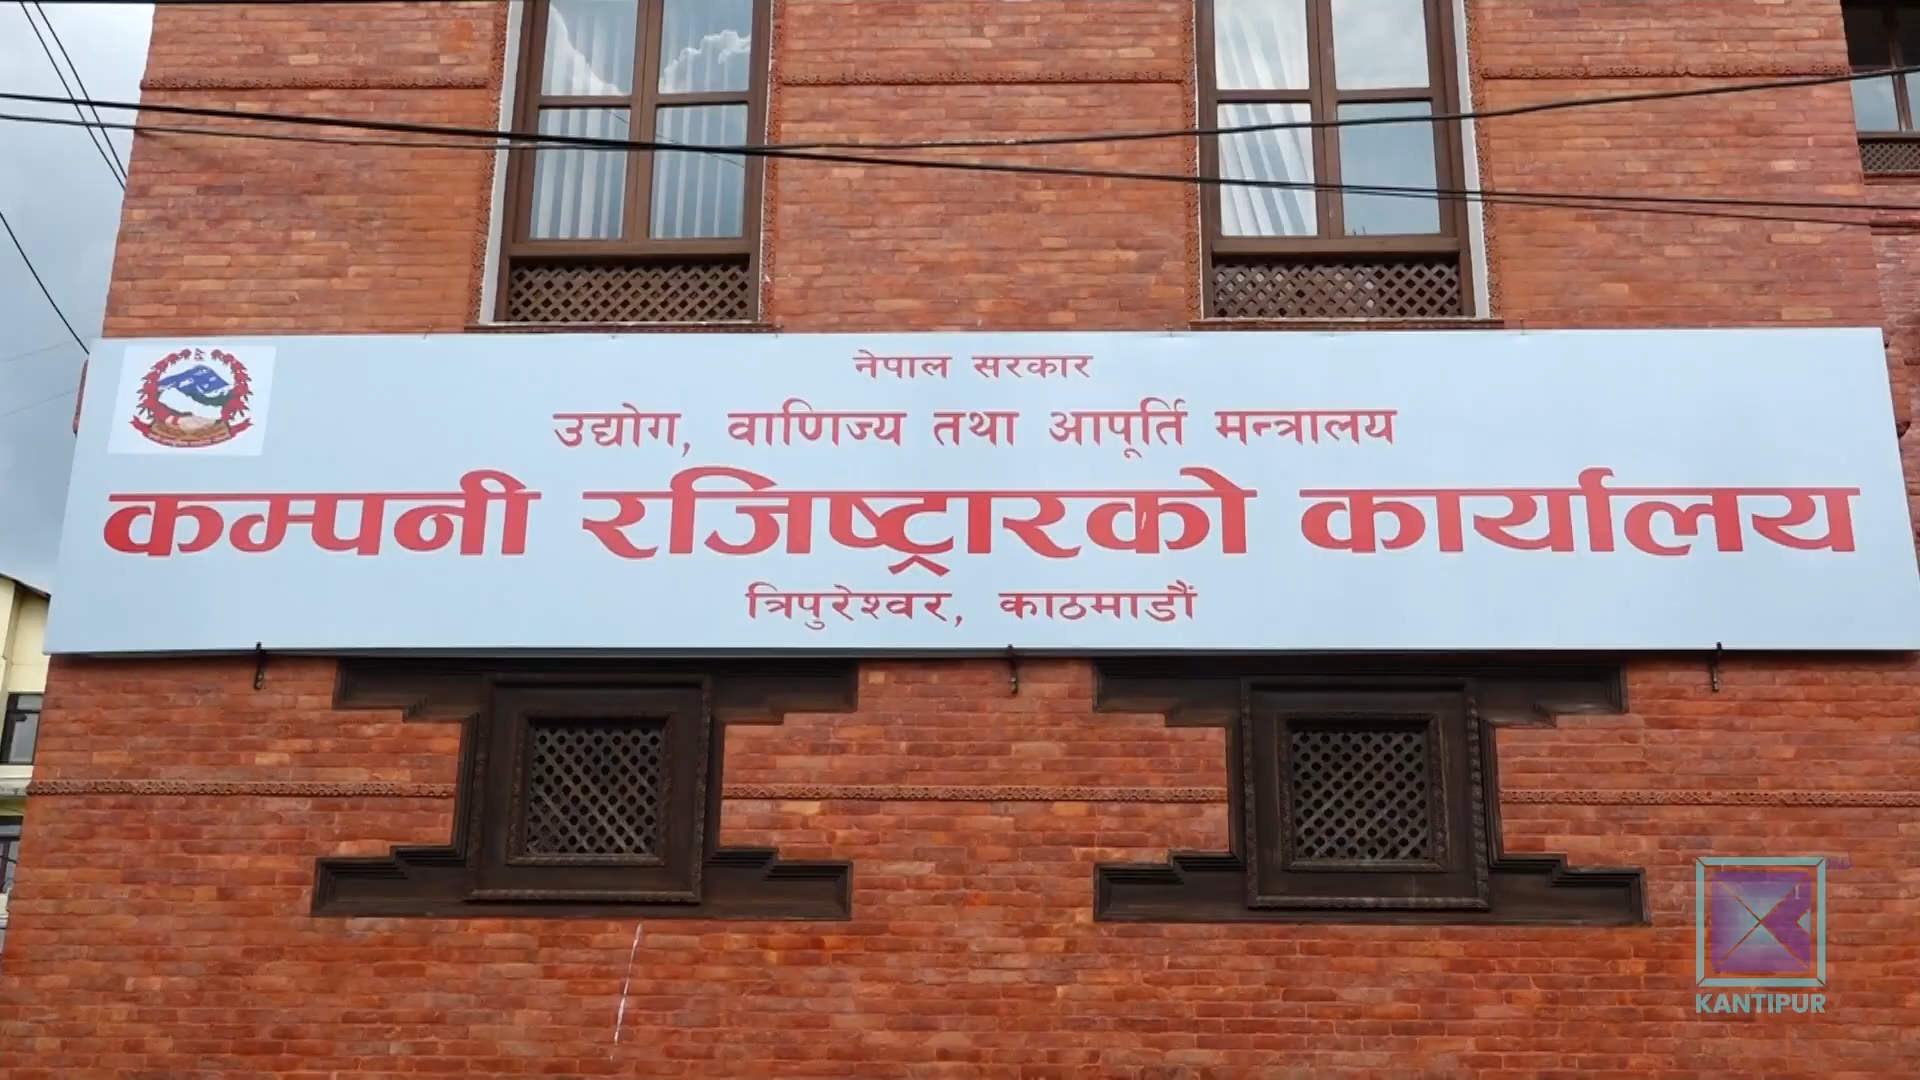 नेपाल सरकार
उद्योग, वाणिज्य तथा आपूर्ति मन्त्रालय
कम्पनी रजिष्ट्रारको कार्यालय
त्रिपुरेश्वर, काठमाडौं
KANTIPUR